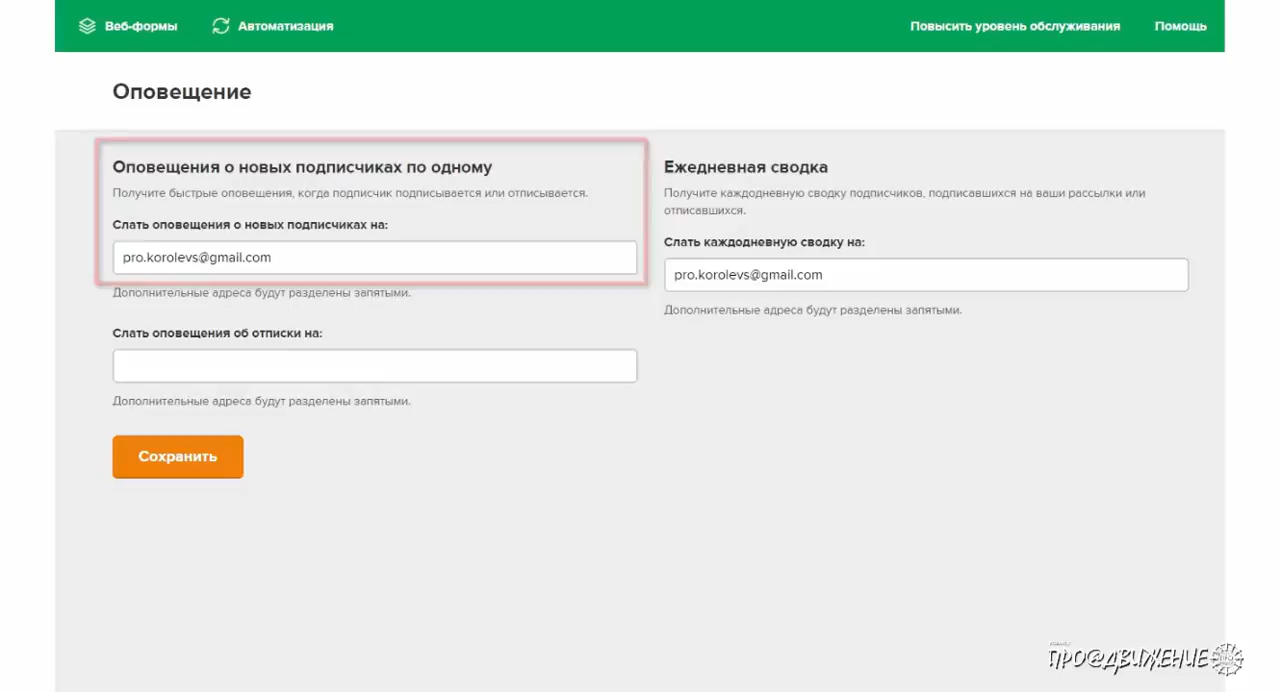 Веб-формы
Автоматизация
Повысить уровень обслуживания
Помощь
Оповещение
Оповещения о новых подписчиках по одному
Получите быстрые оповещения, когда подписчик подписывается или отписывается.
Слать оповещения о новых подписчиках на:
pro.korolevs@gmail.com
Дополнительные адреса будут разделены запятыми.
Слать оповещения об отписки на:
Дополнительные адреса будут разделены запятыми.
Сохранить
Ежедневная сводка
Получите каждодневную сводку подписчиков, подписавшихся на ваши рассылки или
отписавшихся.
Слать каждодневную сводку на:
pro.korolevs@gmail.com
Дополнительные адреса будут разделены запятыми.
ПРО@ДВИЖЕНИЕ